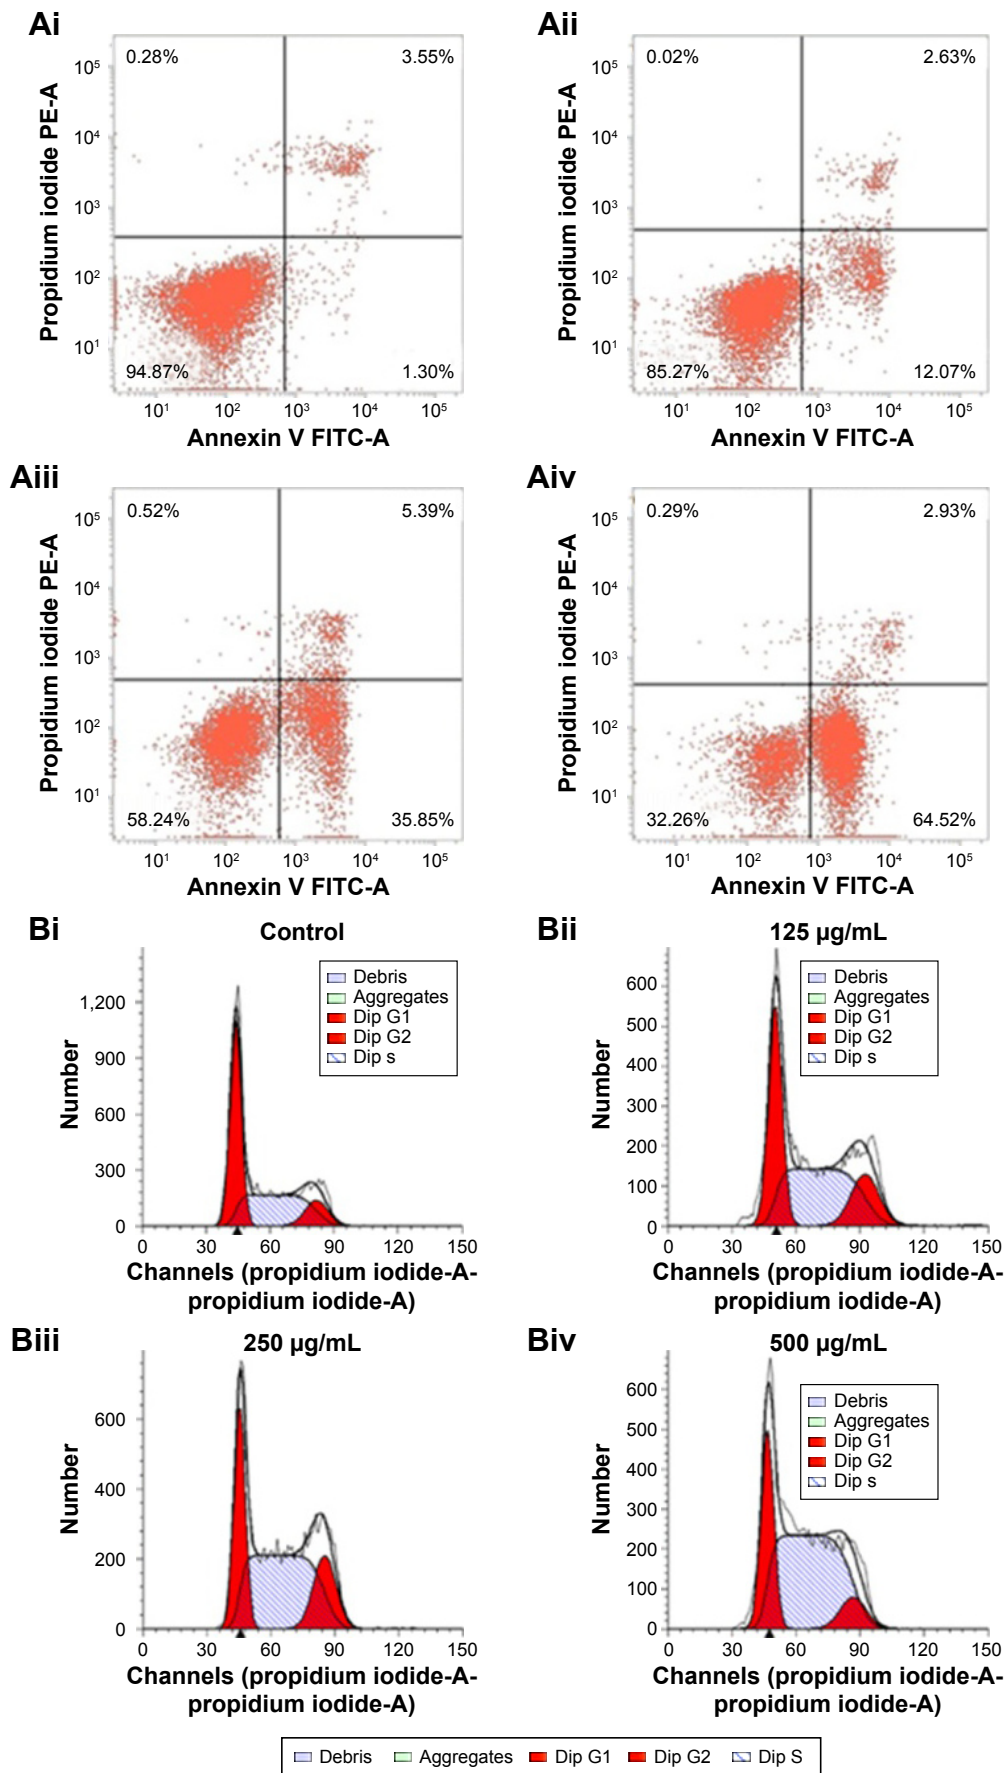 Ai
0.28%
3.55%
10⁵
10⁴
10³
10²
10¹
94.87%
1.30%
10¹ 10² 10³ 10⁴ 10⁵
Propidium iodide PE-A
Annexin V FITC-A
Aii
0.02%
2.63%
10⁵
10⁴
10³
10²
10¹
85.27%
12.07%
10¹ 10² 10³ 10⁴ 10⁵
Propidium iodide PE-A
Annexin V FITC-A
Aiii
0.52%
5.39%
10⁵
10⁴
10³
10²
10¹
58.24%
35.85%
10¹ 10² 10³ 10⁴ 10⁵
Propidium iodide PE-A
Annexin V FITC-A
Aiv
0.29%
2.93%
10⁵
10⁴
10³
10²
10¹
32.26%
64.52%
10¹ 10² 10³ 10⁴ 10⁵
Propidium iodide PE-A
Annexin V FITC-A
Bi
Control
Debris
Aggregates
Dip G1
Dip G2
Dip s
1,200
900
600
300
0
Number
0 30 60 90 120 150
Channels (propidium iodide-A-
propidium iodide-A)
Bii
125 µg/mL
Debris
Aggregates
Dip G1
Dip G2
Dip s
600
500
400
300
200
100
0
Number
0 30 60 90 120 150
Channels (propidium iodide-A-
propidium iodide-A)
Biii
250 µg/mL
600
400
200
0
Number
0 30 60 90 120 150
Channels (propidium iodide-A-
propidium iodide-A)
Biv
500 µg/mL
Debris
Aggregates
Dip G1
Dip G2
Dip s
600
500
400
300
200
100
0
Number
0 30 60 90 120 150
Channels (propidium iodide-A-
propidium iodide-A)
Debris Aggregates Dip G1 Dip G2 Dip S